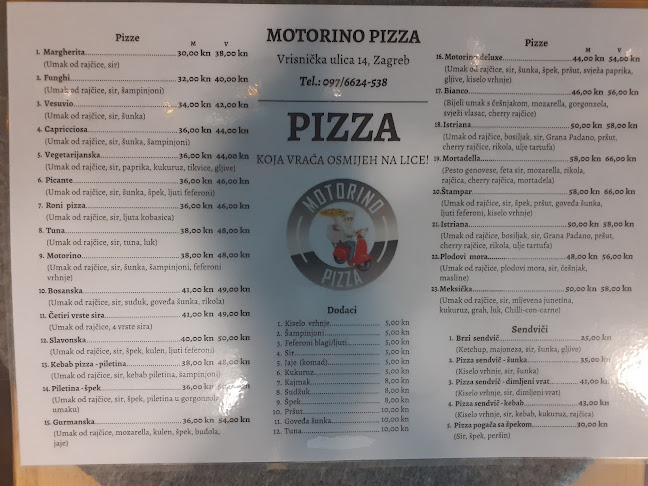 Pizze
M V
1. Margherita 30,00 kn 38,00 kn
(Umak od rajčice, sir)
2. Funghi 32,00 kn 40,00 kn
(Umak od rajčice, sir, šampinjoni)
3. Vesuvio 34,00 kn 42,00 kn
(Umak od rajčice, sir, šunka)
4. Capricciosa 36,00 kn 44,00 kn
(Umak od rajčice, sir, šunka, šampinjoni)
5. Vegetarijanska 36,00 kn 44,00 kn
(Umak od rajčice, sir, paprika, kukuruz, tikvice, gljive)
6. Picante 36,00 kn 46,00 kn
(Umak od rajčice, sir, šunka, špek, ljuti feferoni)
7. Roni pizza 36,00 kn 46,00 kn
(Umak od rajčice, sir, ljuta kobasica)
8. Tuna 38,00 kn 48,00 kn
(Umak od rajčice, sir, tuna, luk)
9. Motorino 38,00 kn 48,00 kn
(Umak od rajčice, sir, šunka, šampinjoni, feferoni
vrhnje)
10. Bosanska 41,00 kn 49,00 kn
(Umak od rajčice, sir, suduk, goveđa šunka, rikola)
11. Četiri vrste sira 41,00 kn 49,00 kn
(Umak od rajčice, 4 vrste sira)
12. Slavonska 40,00 kn 50,00 kn
(Umak od rajčice, sir, špek, kulen, ljuti feferoni)
13. Kebab pizza - piletina 38,00 kn 48,00 kn
(Umak od rajčice, sir, kebab piletina, šampinjoni)
14. Piletina - špek 36,00 kn
(Umak od rajčice, sir, špek, piletina u gorgonzola
umaku)
15. Gurmanska 36,00 kn 54,00 kn
(Umak od rajčice, mozarella, kulen, špek, buđola,
jaje)
MOTORINO PIZZA
Vrisnička ulica 14, Zagreb
Tel.: 097/6624-538
PIZZA
KOJA VRAČA OSMIJEH NA LICE!
MOTORINO
PIZZA
Dodaci
1. Kiselo vrhnje 5,00 kn
2. Šampinjoni 5,00 kn
3. Feferoni blagi/ljuti 5,00 kn
4. Sir 5,00 kn
5. Jaje (komad) 5,00 kn
6. Kukuruz 5,00 kn
7. Kajmak 8,00 kn
8. Sudžuk 8,00 kn
9. Špek 8,00 kn
10. Pršut 10,00 kn
11. Goveđa šunka 10,00 kn
12. Tuna 10,00 kn
Pizze
M V
16. Motorino deluxe 44,00 kn 54,00 kn
(Umak od rajčice, sir, šunka, špek, pršut, svježa paprika,
gljive, kiselo vrhnje)
17. Bianco 46,00 kn 56,00 kn
(Bijeli umak s češnjakom, mozarella, gorgonzola,
svježi vlasac, cherry rajčice)
18. Istriana 50,00 kn 58,00 kn
(Umak od rajčice, bosiljak, sir, Grana Padano, pršut,
cherry rajčice, rikola, ulje tartufa)
19. Mortadella 58,00 kn 66,00 kn
(Pesto genovese, feta sir, mozarella, rikola,
rajčica, cherry rajčica, mortadela)
20. Štampar 58,00 kn 66,00 kn
(Umak od rajčice, sir, špek, pršut, goveđa šunka
ljuti feferoni, kiselo vrhnje)
21. Istriana 50,00 kn 58,00 kn
(Umak od rajčice, bosiljak, sir, Grana Padano, pršut,
cherry rajčice, rikola, ulje tartufa)
22. Plodovi mora 48,00 kn 56,00 kn
(Umak od rajčice, plodovi mora, sir, češnjak,
masline)
23. Meksička 50,00 kn 58,00 kn
(Umak od rajčice, sir, mljevena junetina,
kukuruz, grah, luk, Chilli-con-carne)
Sendviči
1. Brzi sendvič 25,00 kn
(Ketchup, majoneza, sir, šunka, gljive)
2. Pizza sendvič - šunka 35,00 kn
(Kiselo vrhnje, sir, šunka)
3. Pizza sendvič - dimljeni vrat 41,00 kn
(Kiselo vrhnje, sir, dimljeni vrat)
4. Pizza sendvič - kebab 43,00 kn
(Kiselo vrhnje, sir, kebab, kukuruz, rajčica)
5. Pizza pogača sa špekom 30,00 kn
(Sir, špek, peršin)